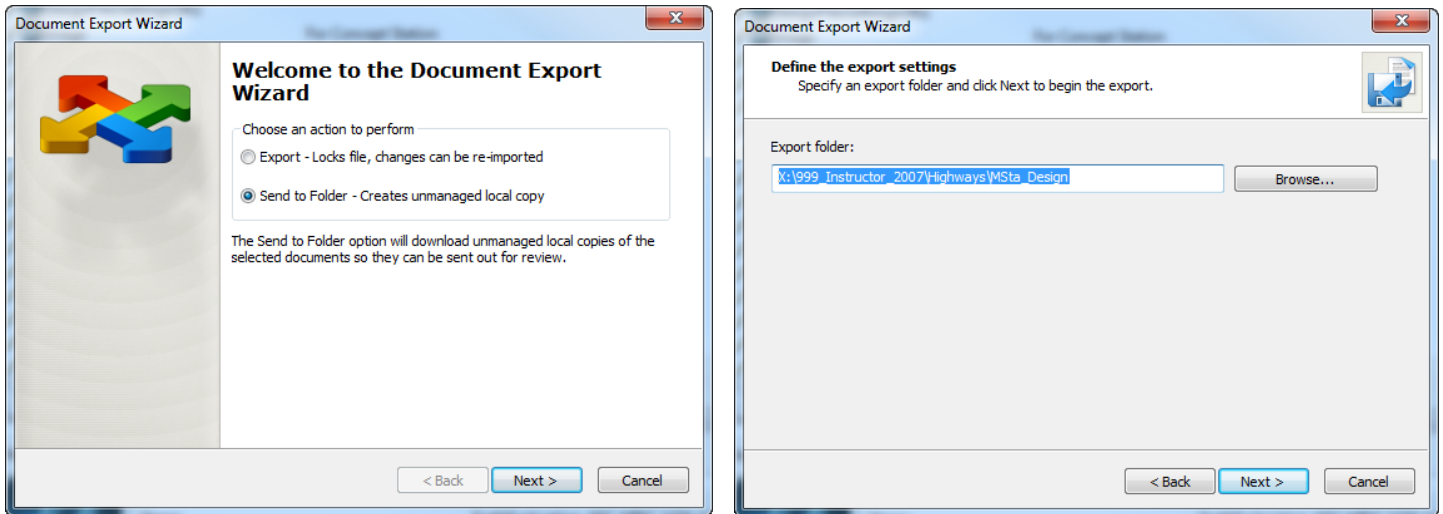 Document Export Wizard
Welcome to the Document Export
Wizard
Choose an action to perform
Export - Locks file, changes can be re-imported
Send to Folder - Creates unmanaged local copy
The Send to Folder option will download unmanaged local copies of the
selected documents so they can be sent out for review.
< Back Next > Cancel
Document Export Wizard
Define the export settings
Specify an export folder and click Next to begin the export.
Export folder:
X:\999_Instructor_2007\Highways\MSta_Design
Browse...
< Back Next > Cancel